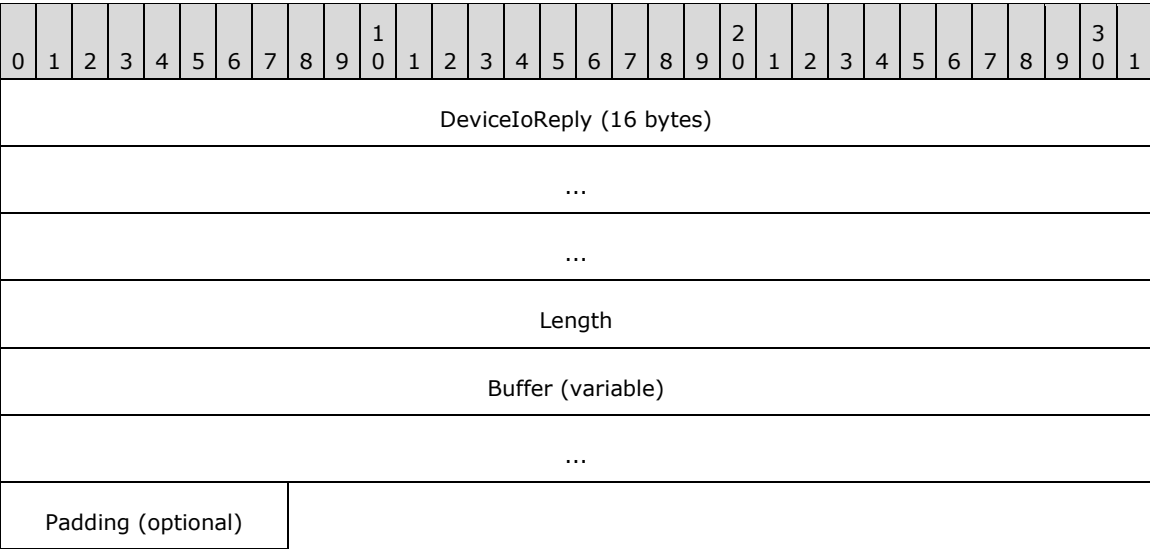 1 2 3
0 1 2 3 4 5 6 7 8 9 0 1 2 3 4 5 6 7 8 9 0 1 2 3 4 5 6 7 8 9 0 1
DeviceIoReply (16 bytes)
...
...
Length
Buffer (variable)
...
Padding (optional)